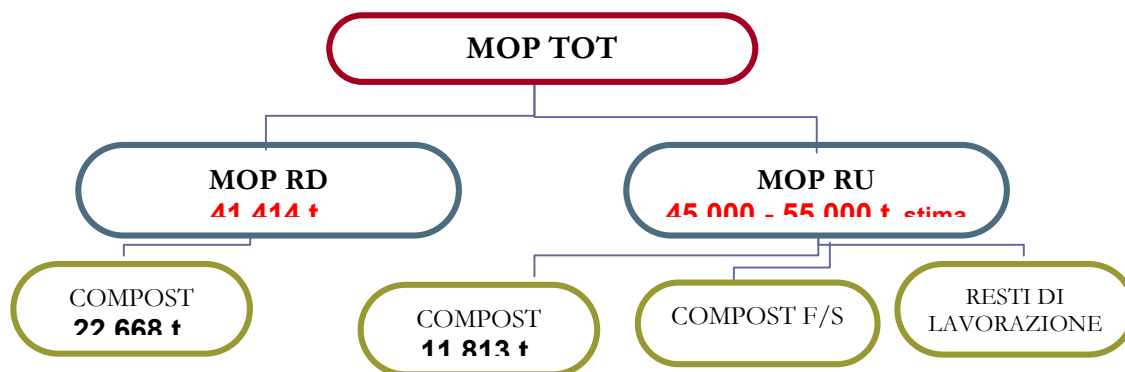 MOP TOT
MOP RD
41.414 t
MOP RU
45.000 - 55.000 t stima
COMPOST
22.668 t
COMPOST
11.813 t
COMPOST F/S
RESTI DI
LAVORAZIONE